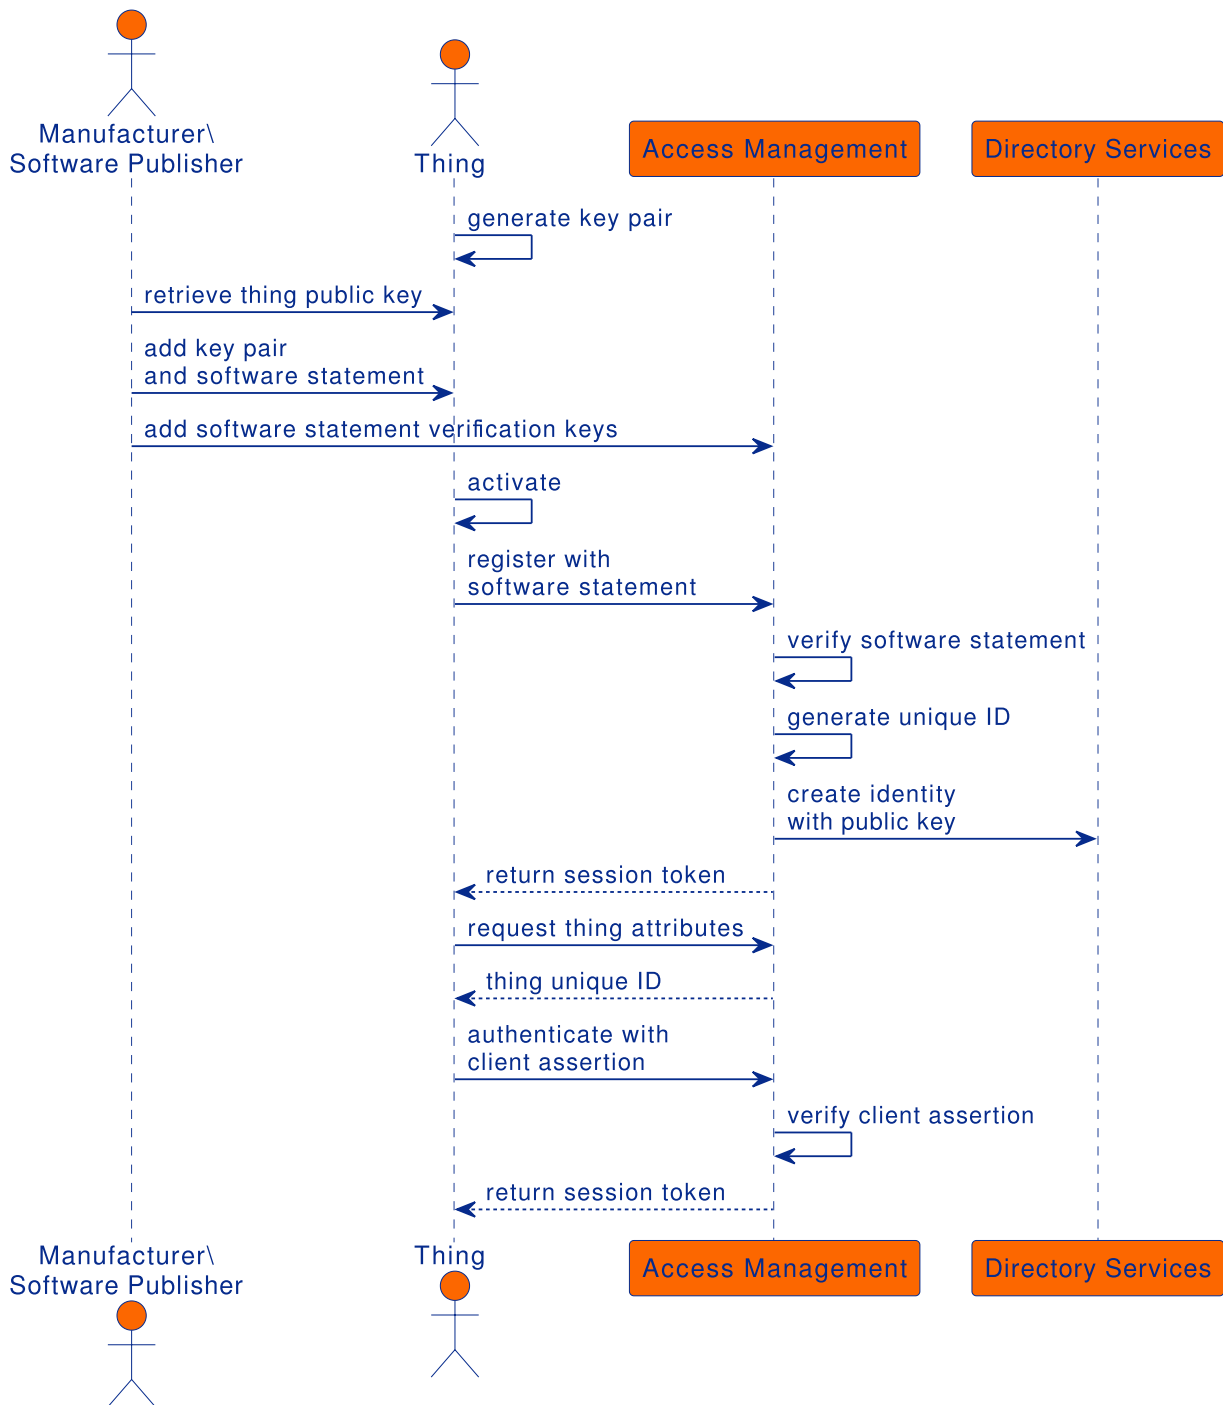 Manufacturer\
Software Publisher
Thing
Access Management
Directory Services
generate key pair
retrieve thing public key
add key pair
and software statement
add software statement verification keys
activate
register with
software statement
verify software statement
generate unique ID
create identity
with public key
return session token
request thing attributes
thing unique ID
authenticate with
client assertion
verify client assertion
return session token
Manufacturer\
Software Publisher
Thing
Access Management
Directory Services